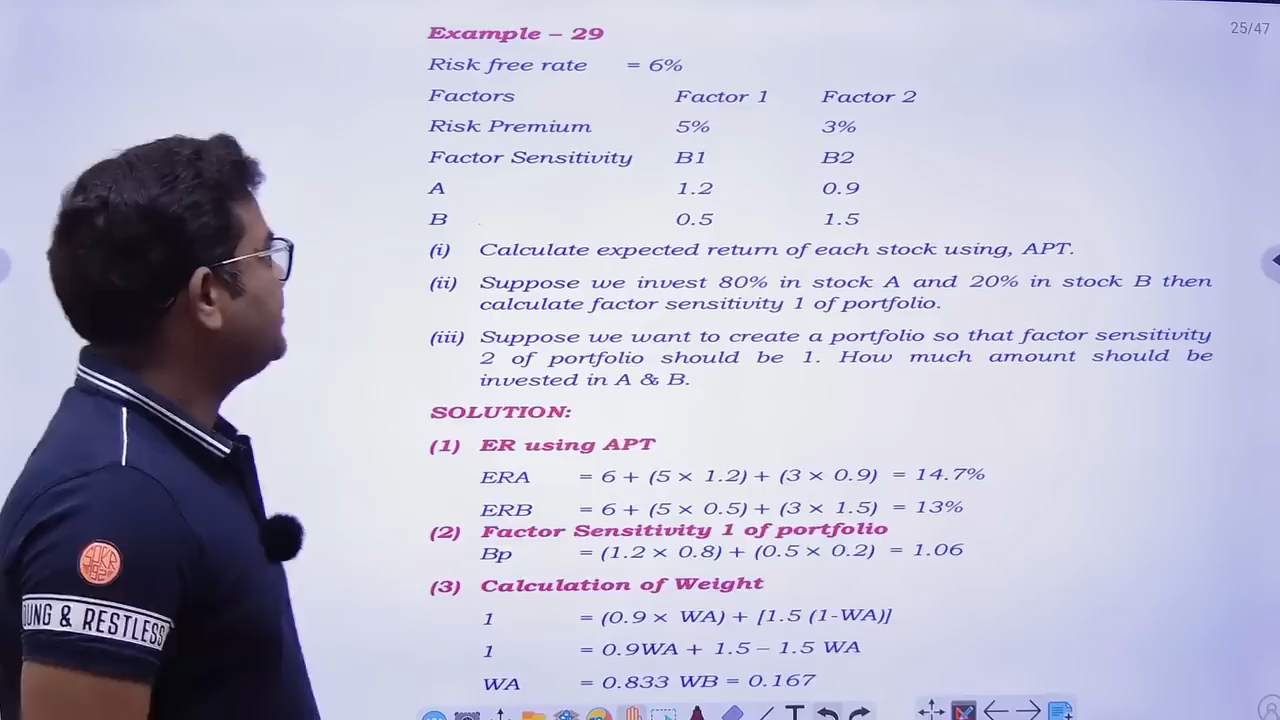 25/47
Example – 29
Risk free rate = 6%
Factors Factor 1 Factor 2
Risk Premium 5% 3%
Factor Sensitivity B1 B2
A 1.2 0.9
B 0.5 1.5
(i) Calculate expected return of each stock using, APT.
(ii) Suppose we invest 80% in stock A and 20% in stock B then
calculate factor sensitivity 1 of portfolio.
(iii) Suppose we want to create a portfolio so that factor sensitivity
2 of portfolio should be 1. How much amount should be
invested in A & B.
SOLUTION:
(1) ER using APT
ERA = 6 + (5 × 1.2) + (3 × 0.9) = 14.7%
ERB = 6 + (5 × 0.5) + (3 × 1.5) = 13%
(2) Factor Sensitivity 1 of portfolio
Bp = (1.2 × 0.8) + (0.5 × 0.2) = 1.06
(3) Calculation of Weight
1 = (0.9 × WA) + [1.5 (1-WA)]
1 = 0.9WA + 1.5 – 1.5 WA
WA = 0.833 WB = 0.167
OUNG & RESTLESS